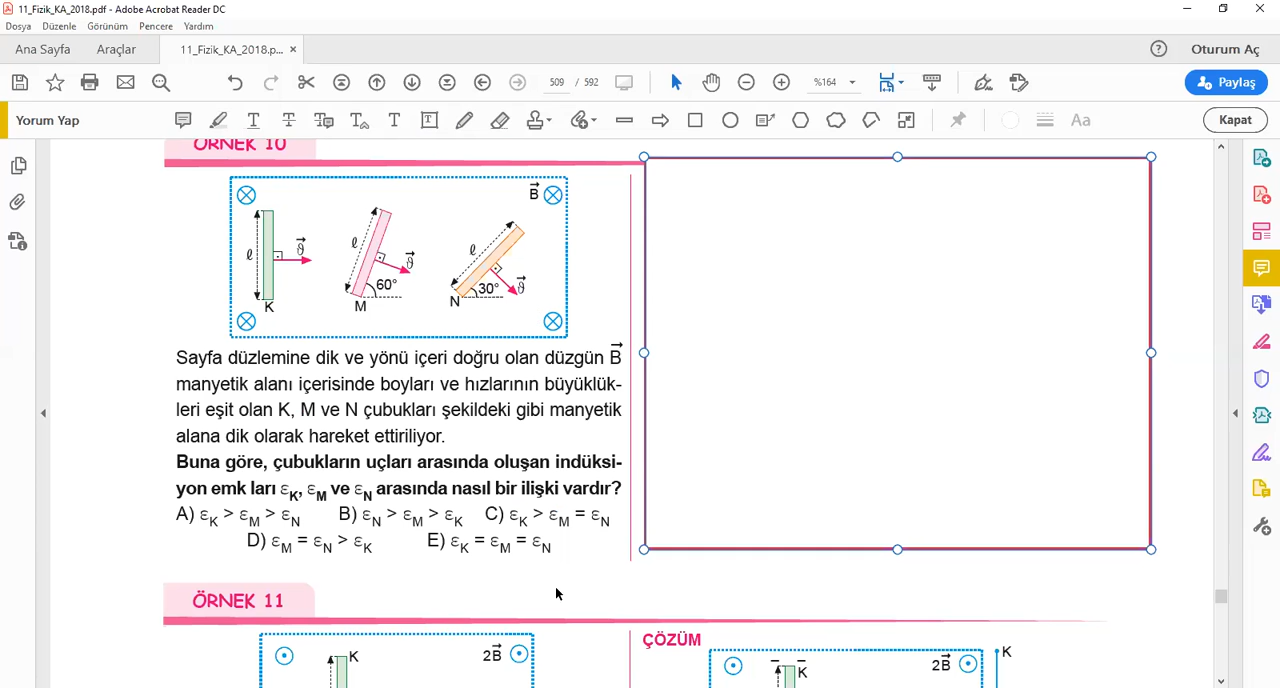 11_Fizik_KA_2018.pdf - Adobe Acrobat Reader DC
Dosya Düzenle Görünüm Pencere Yardım
Ana Sayfa Araçlar 11_Fizik_KA_2018.p... × ? Oturum Aç
509 / 592 %164 Paylaş
Yorum Yap Aa Kapat
ÖRNEK 10
B
ℓ ϑ K
ℓ ϑ 60° M
ℓ ϑ 30° N
Sayfa düzlemine dik ve yönü içeri doğru olan düzgün B
manyetik alanı içerisinde boyları ve hızlarının büyüklük-
leri eşit olan K, M ve N çubukları şekildeki gibi manyetik
alana dik olarak hareket ettiriliyor.
Buna göre, çubukların uçları arasında oluşan indüksi-
yon emk ları εK, εM ve εN arasında nasıl bir ilişki vardır?
A) εK > εM > εN B) εN > εM > εK C) εK > εM = εN
D) εM = εN > εK E) εK = εM = εN
ÖRNEK 11
K 2B
ÇÖZÜM
K 2B K